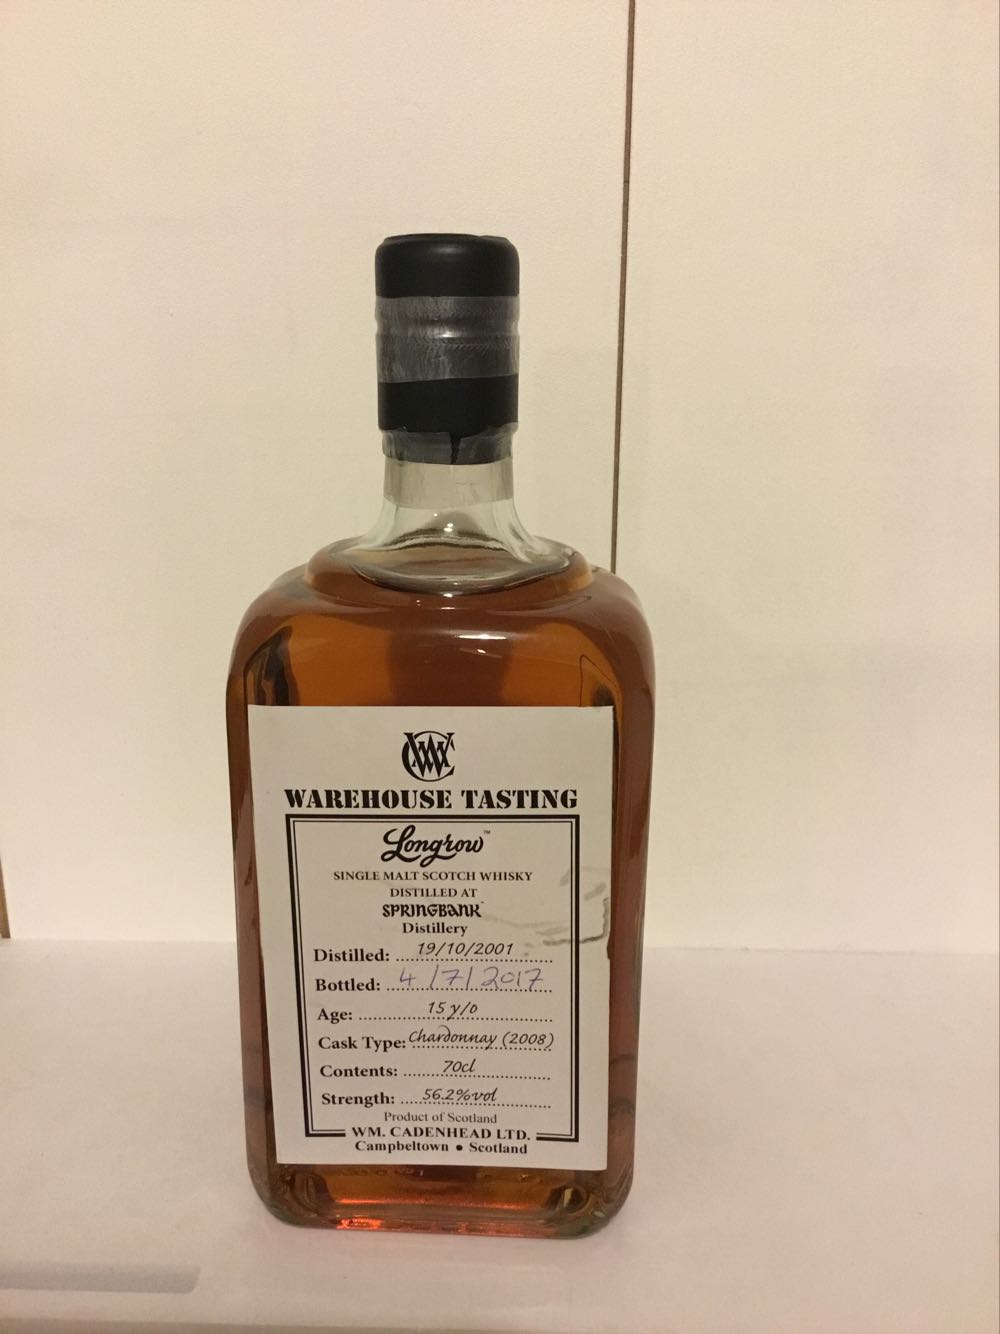 CWW
WAREHOUSE TASTING
Longrow™
SINGLE MALT SCOTCH WHISKY
DISTILLED AT
SPRINGBANK
Distillery
Distilled: 19/10/2001
Bottled: 4/7/2017
Age: 15 y/o
Cask Type: Chardonnay (2008)
Contents: 70cl
Strength: 56.2%vol
Product of Scotland
WM. CADENHEAD LTD.
Campbeltown • Scotland